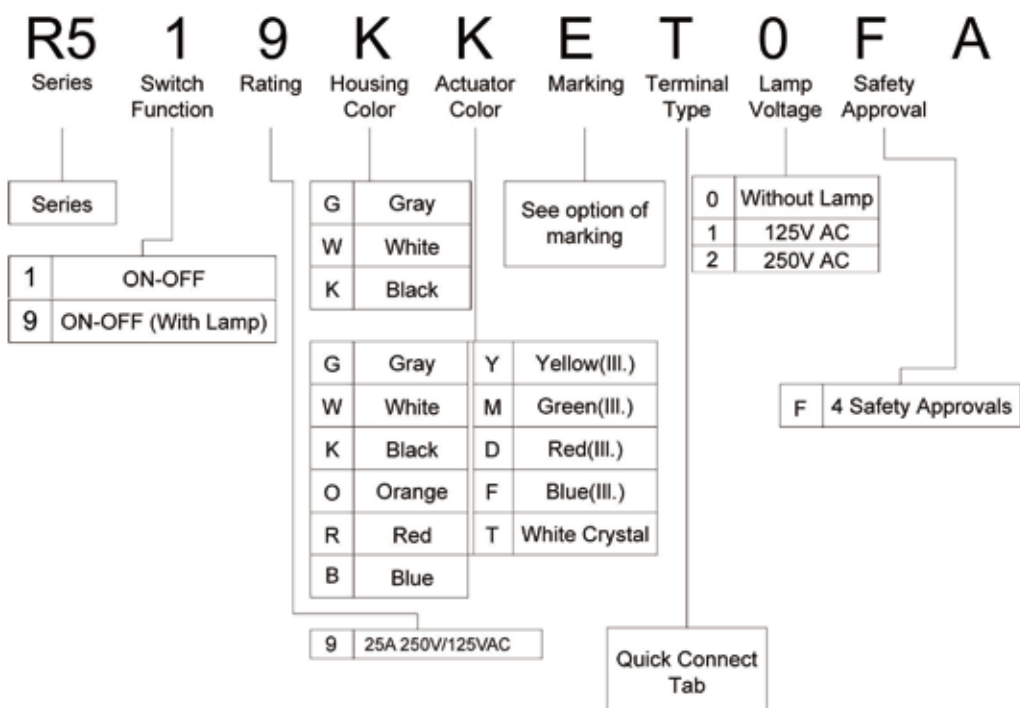 R5 1 9 K K E T 0 F A
Series Switch Function Rating Housing Color Actuator Color Marking Terminal Type Lamp Voltage Safety Approval
Series
1 ON-OFF
9 ON-OFF (With Lamp)
G Gray
W White
K Black
See option of
marking
0 Without Lamp
1 125V AC
2 250V AC
G Gray Y Yellow(Ill.)
W White M Green(Ill.)
K Black D Red(Ill.)
O Orange F Blue(Ill.)
R Red T White Crystal
B Blue
F 4 Safety Approvals
9 25A 250V/125VAC
Quick Connect
Tab